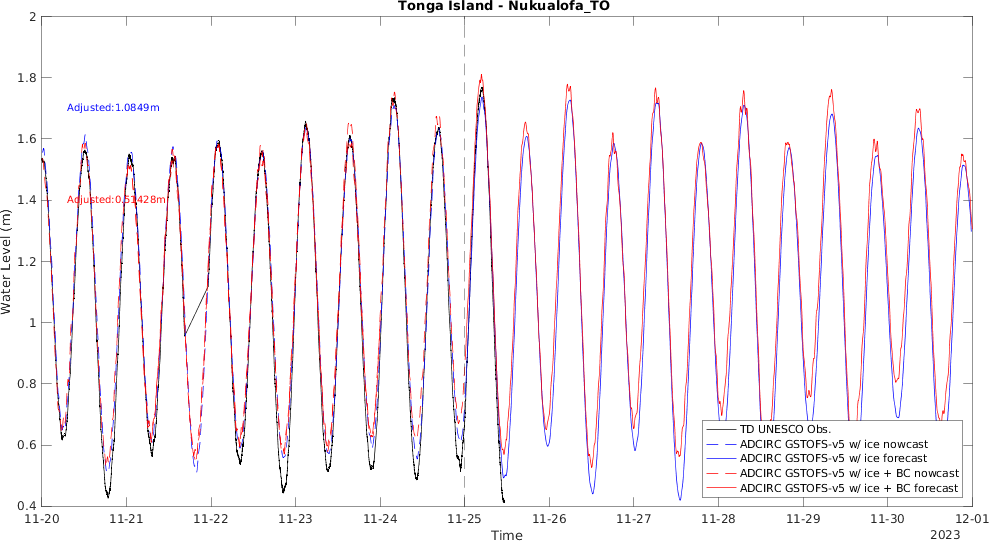 Tonga Island - Nukualofa_TO
2
1.8
1.6
1.4
1.2
1
0.8
0.6
0.4
Water Level (m)
Adjusted:1.0849m
Adjusted:0.51428m
TD UNESCO Obs.
ADCIRC GSTOFS-v5 w/ ice nowcast
ADCIRC GSTOFS-v5 w/ ice forecast
ADCIRC GSTOFS-v5 w/ ice + BC nowcast
ADCIRC GSTOFS-v5 w/ ice + BC forecast
11-20 11-21 11-22 11-23 11-24 11-25 11-26 11-27 11-28 11-29 11-30 12-01
Time
2023